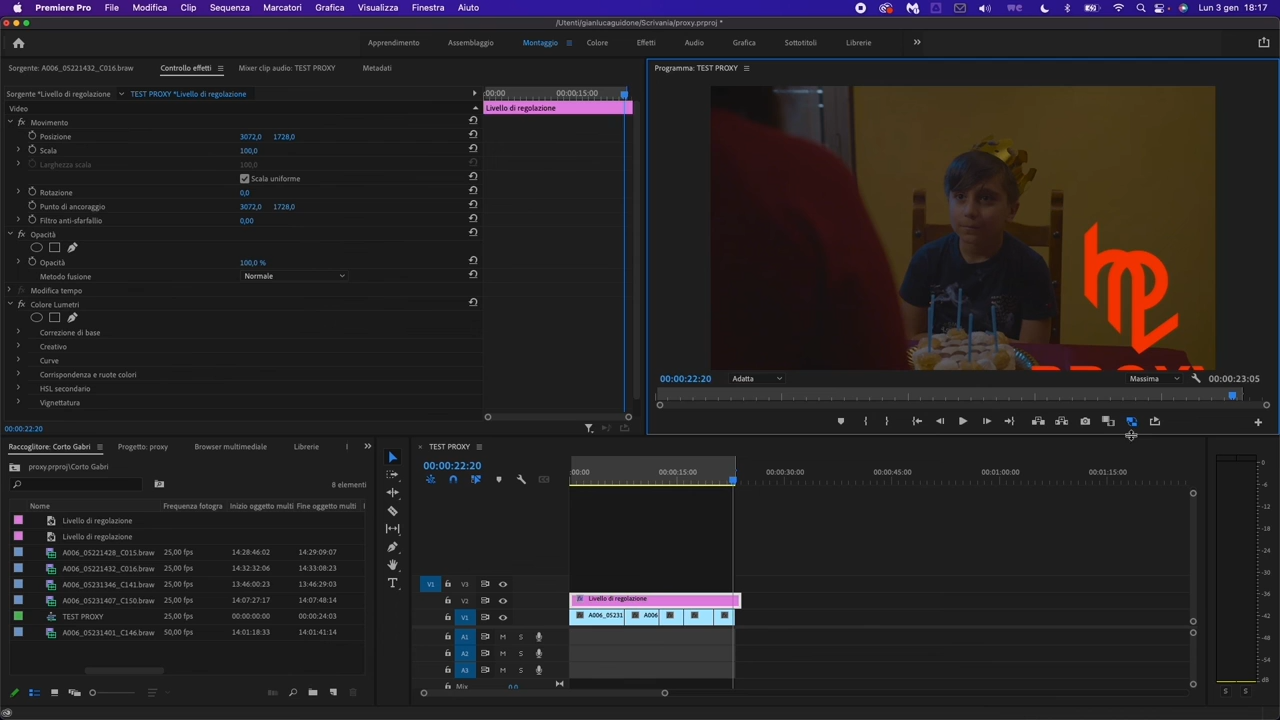 Premiere Pro File Modifica Clip Sequenza Marcatori Grafica Visualizza Finestra Aiuto Lun 3 gen 18:17
/Utenti/gianlucaguidone/Scrivania/proxy.prproj *
Apprendimento Assemblaggio Montaggio Colore Effetti Audio Grafica Sottotitoli Librerie
Sorgente: A006_05221432_C016.braw Controllo effetti Mixer clip audio: TEST PROXY Metadati
Programma: TEST PROXY
Sorgente *Livello di regolazione TEST PROXY *Livello di regolazione :00:00 00:00:15:00
Video Livello di regolazione
Movimento
Posizione 3072,0 1728,0
Scala 100,0
Larghezza scala 100,0
Scala uniforme
Rotazione 0,0
Punto di ancoraggio 3072,0 1728,0
Filtro anti-sfarfallio 0,00
Opacità
Opacità 100,0 %
Metodo fusione Normale
Modifica tempo
Colore Lumetri
Correzione di base
Creativo
Curve
Corrispondenza e ruote colori
HSL secondario
Vignettatura
00:00:22:20
00:00:22:20 Adatta Massima 00:00:23:05
Raccoglitore: Corto Gabri Progetto: proxy Browser multimediale Librerie I
proxy.prproj\Corto Gabri
8 elementi
Nome Frequenza fotogra Inizio oggetto multi Fine oggetto multi
Livello di regolazione
Livello di regolazione
A006_05221428_C015.braw 25,00 fps 14:28:46:02 14:29:09:07
A006_05221432_C016.braw 25,00 fps 14:32:32:06 14:33:08:23
A006_05231346_C141.braw 25,00 fps 13:46:00:23 13:46:29:03
A006_05231407_C150.braw 25,00 fps 14:07:27:17 14:07:48:14
TEST PROXY 25,00 fps 00:00:00:00 00:00:24:03
A006_05231401_C146.braw 50,00 fps 14:01:18:33 14:01:41:14
TEST PROXY
00:00:22:20
:00:00 00:00:15:00 00:00:30:00 00:00:45:00 00:01:00:00 00:01:15:00
V1 V3
V2 Livello di regolazione
V1 A006_05231 A006
A1 M S
A2 M S
A3 M S
Mix 0,0
0
-6
-12
-18
-24
-30
-36
-42
-48
-54
dB
S S